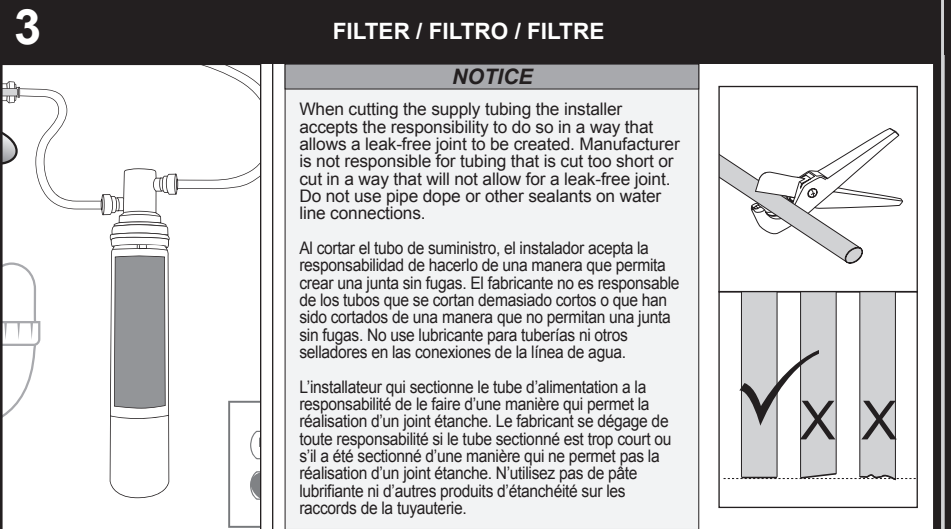 3
FILTER / FILTRO / FILTRE
NOTICE
When cutting the supply tubing the installer
accepts the responsibility to do so in a way that
allows a leak-free joint to be created. Manufacturer
is not responsible for tubing that is cut too short or
cut in a way that will not allow for a leak-free joint.
Do not use pipe dope or other sealants on water
line connections.
Al cortar el tubo de suministro, el instalador acepta la
responsabilidad de hacerlo de una manera que permita
crear una junta sin fugas. El fabricante no es responsable
de los tubos que se cortan demasiado cortos o que han
sido cortados de una manera que no permitan una junta
sin fugas. No use lubricante para tuberías ni otros
selladores en las conexiones de la línea de agua.
L’installateur qui sectionne le tube d’alimentation a la
responsabilité de le faire d’une manière qui permet la
réalisation d’un joint étanche. Le fabricant se dégage de
toute responsabilité si le tube sectionné est trop court ou
s’il a été sectionné d’une manière qui ne permet pas la
réalisation d’un joint étanche. N’utilisez pas de pâte
lubrifiante ni d’autres produits d’étanchéité sur les
raccords de la tuyauterie.
X X